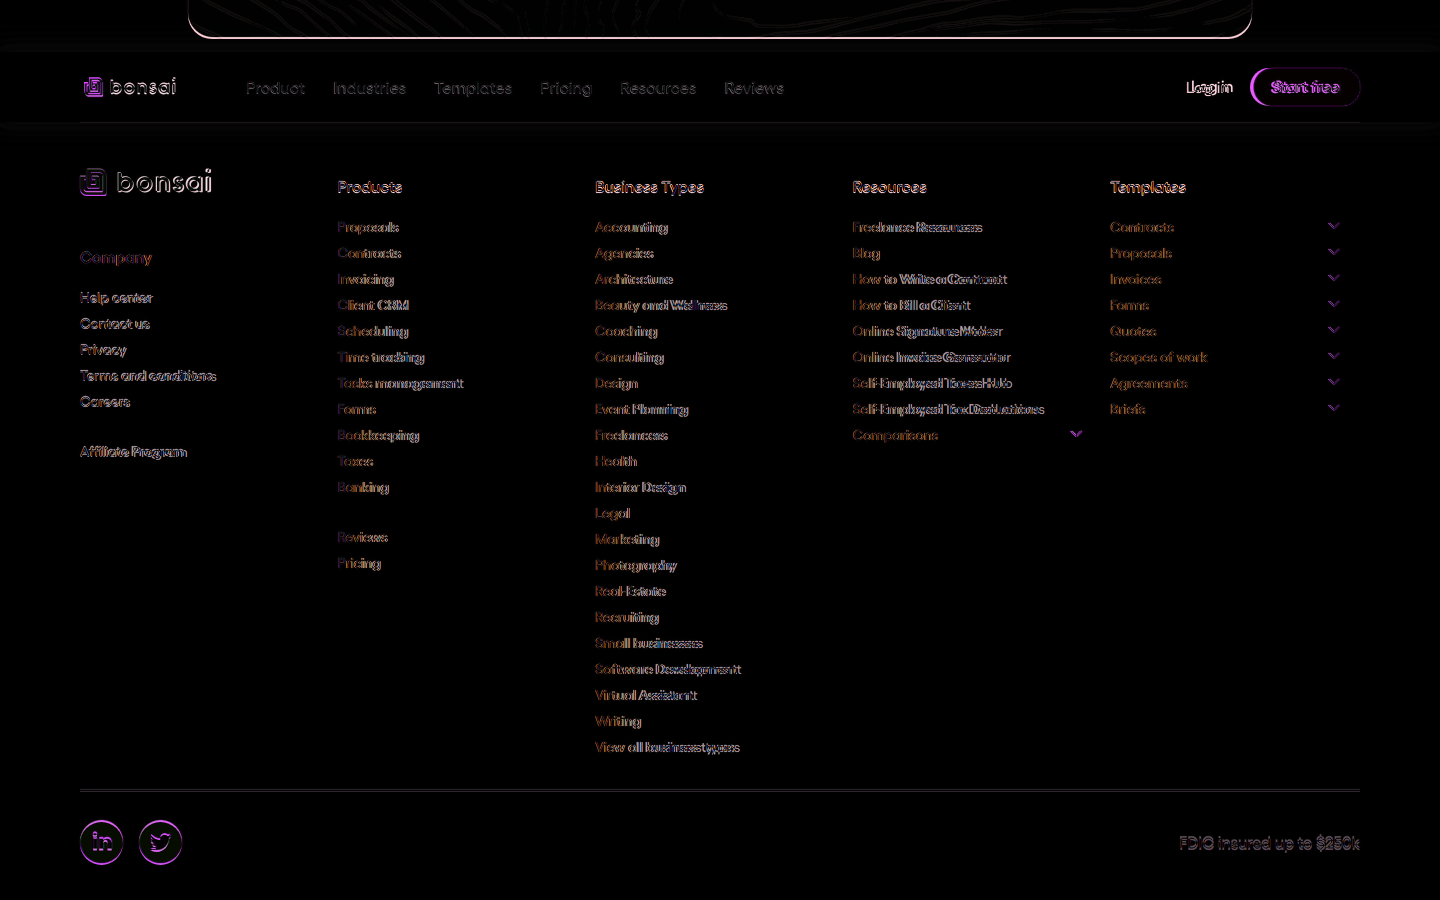 bonsai
Product
Industries
Templates
Pricing
Resources
Reviews
Log in
Start free
bonsai
Company
Help center
Contact us
Privacy
Terms and conditions
Careers
Affiliate Program
Products
Proposals
Contracts
Invoicing
Client CRM
Scheduling
Time tracking
Tasks management
Forms
Bookkeeping
Taxes
Banking
Reviews
Pricing
Business Types
Accounting
Agencies
Architecture
Beauty and Wellness
Coaching
Consulting
Design
Event Planning
Freelancers
Health
Interior Design
Legal
Marketing
Photography
Real-Estate
Recruiting
Small businesses
Software Development
Virtual Assistant
Writing
View all business types
Resources
Freelance Resources
Blog
How to Write a Contract
How to Bill a Client
Online Signature Maker
Online Invoice Generator
Self-Employed Taxes Hub
Self-Employed Tax Deductions
Comparisons
Templates
Contracts
Proposals
Invoices
Forms
Quotes
Scopes of work
Agreements
Briefs
in
FDIC insured up to $250k